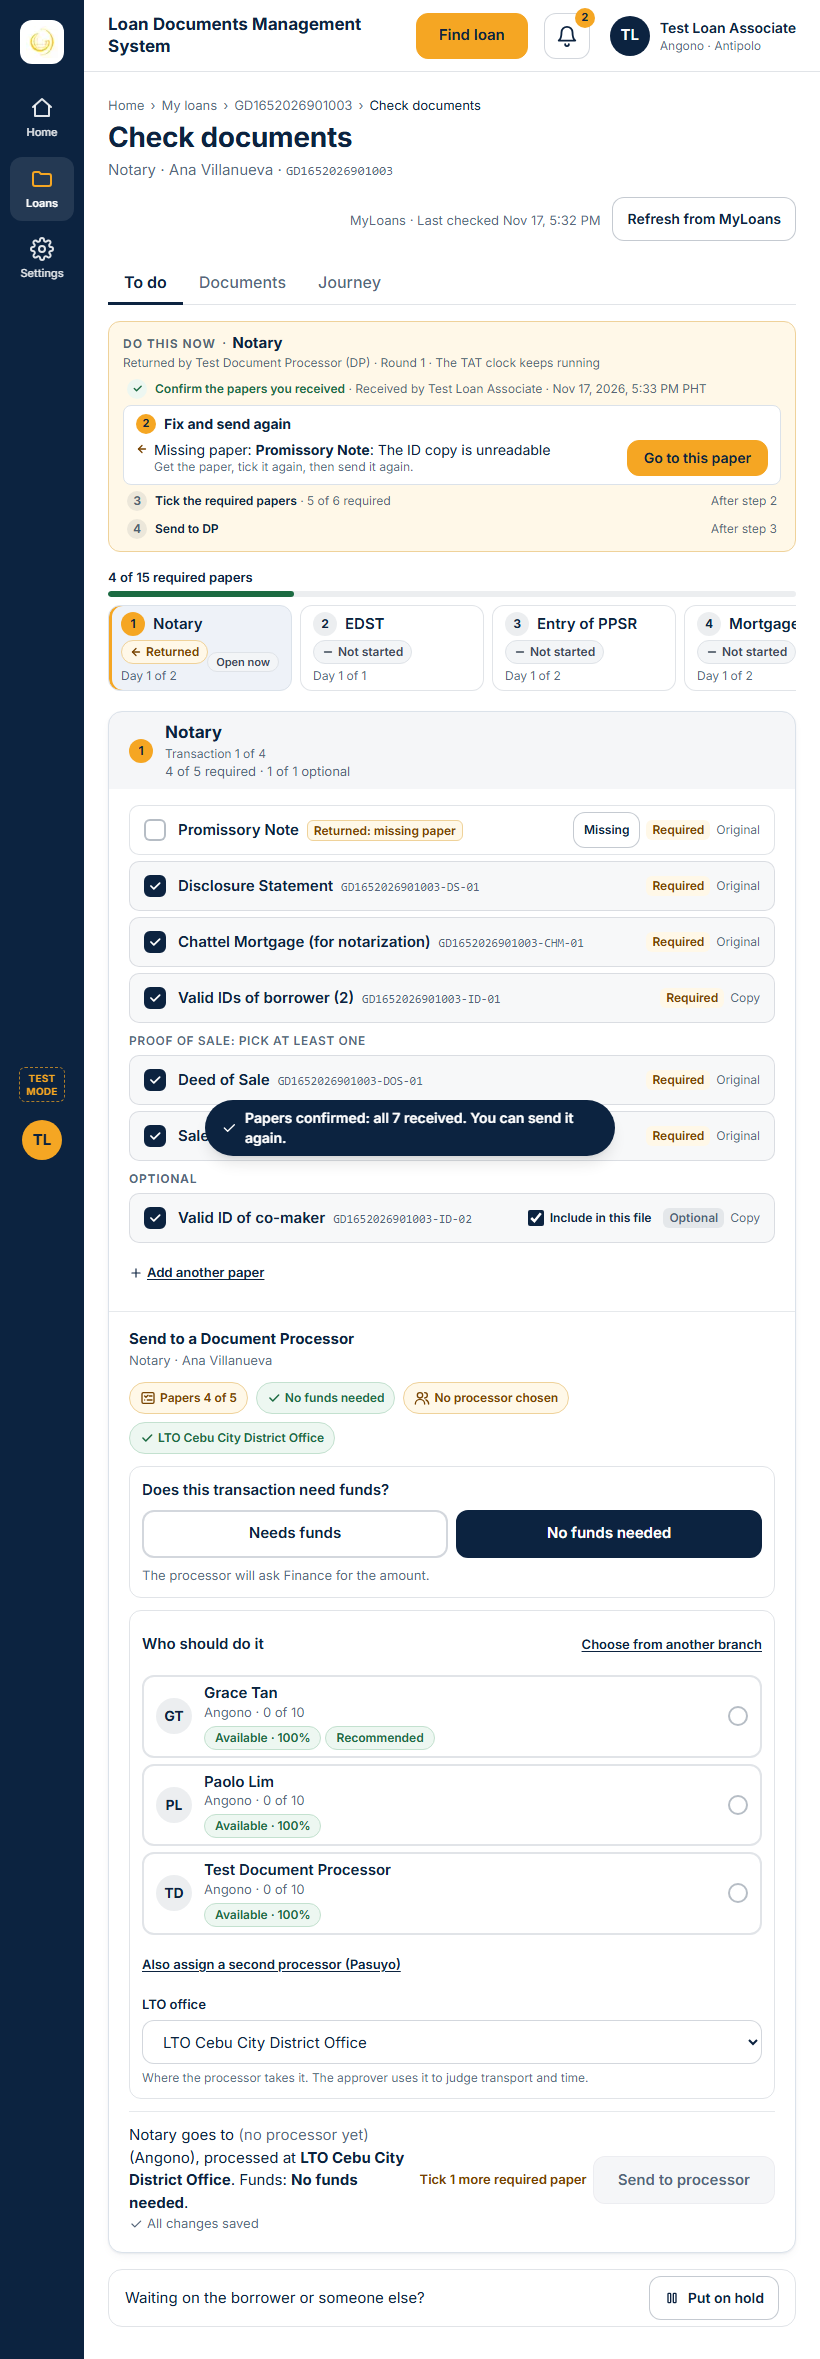 Loan Documents Management System
Find loan
2
TL
Test Loan Associate
Angono · Antipolo
Home
Loans
Settings
TEST MODE
TL
Home › My loans › GD1652026901003 › Check documents
Check documents
Notary · Ana Villanueva · GD1652026901003
MyLoans · Last checked Nov 17, 5:32 PM
Refresh from MyLoans
To do
Documents
Journey
DO THIS NOW · Notary
Returned by Test Document Processor (DP) · Round 1 · The TAT clock keeps running
Confirm the papers you received · Received by Test Loan Associate · Nov 17, 2026, 5:33 PM PHT
2 Fix and send again
Missing paper: Promissory Note: The ID copy is unreadable
Get the paper, tick it again, then send it again.
Go to this paper
3 Tick the required papers · 5 of 6 required
After step 2
4 Send to DP
After step 3
4 of 15 required papers
1 Notary
Returned
Open now
Day 1 of 2
2 EDST
Not started
Day 1 of 1
3 Entry of PPSR
Not started
Day 1 of 2
4 Mortgage
Not started
Day 1 of 2
1
Notary
Transaction 1 of 4
4 of 5 required · 1 of 1 optional
Promissory Note Returned: missing paper Missing Required Original
Disclosure Statement GD1652026901003-DS-01 Required Original
Chattel Mortgage (for notarization) GD1652026901003-CHM-01 Required Original
Valid IDs of borrower (2) GD1652026901003-ID-01 Required Copy
PROOF OF SALE: PICK AT LEAST ONE
Deed of Sale GD1652026901003-DOS-01 Required Original
Sale
Required Original
Papers confirmed: all 7 received. You can send it again.
OPTIONAL
Valid ID of co-maker GD1652026901003-ID-02 Include in this file Optional Copy
+ Add another paper
Send to a Document Processor
Notary · Ana Villanueva
Papers 4 of 5
No funds needed
No processor chosen
LTO Cebu City District Office
Does this transaction need funds?
Needs funds
No funds needed
The processor will ask Finance for the amount.
Who should do it
Choose from another branch
GT
Grace Tan
Angono · 0 of 10
Available · 100%
Recommended
PL
Paolo Lim
Angono · 0 of 10
Available · 100%
TD
Test Document Processor
Angono · 0 of 10
Available · 100%
Also assign a second processor (Pasuyo)
LTO office
LTO Cebu City District Office
Where the processor takes it. The approver uses it to judge transport and time.
Notary goes to (no processor yet)
(Angono), processed at LTO Cebu City
District Office. Funds: No funds
needed.
All changes saved
Tick 1 more required paper
Send to processor
Waiting on the borrower or someone else?
Put on hold